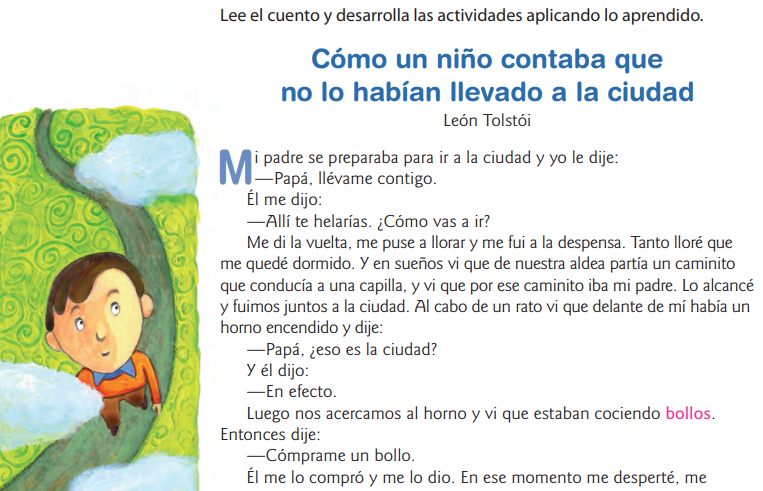 Lee el cuento y desarrolla las actividades aplicando lo aprendido.
Cómo un niño contaba que
no lo habían llevado a la ciudad
León Tolstói
Mi padre se preparaba para ir a la ciudad y yo le dije:
—Papá, llévame contigo.
Él me dijo:
—Allí te helarías. ¿Cómo vas a ir?
Me di la vuelta, me puse a llorar y me fui a la despensa. Tanto lloré que
me quedé dormido. Y en sueños vi que de nuestra aldea partía un caminito
que conducía a una capilla, y vi que por ese caminito iba mi padre. Lo alcancé
y fuimos juntos a la ciudad. Al cabo de un rato vi que delante de mí había un
horno encendido y dije:
—Papá, ¿eso es la ciudad?
Y él dijo:
—En efecto.
Luego nos acercamos al horno y vi que estaban cociendo bollos.
Entonces dije:
—Cómprame un bollo.
Él me lo compró y me lo dio. En ese momento me desperté, me